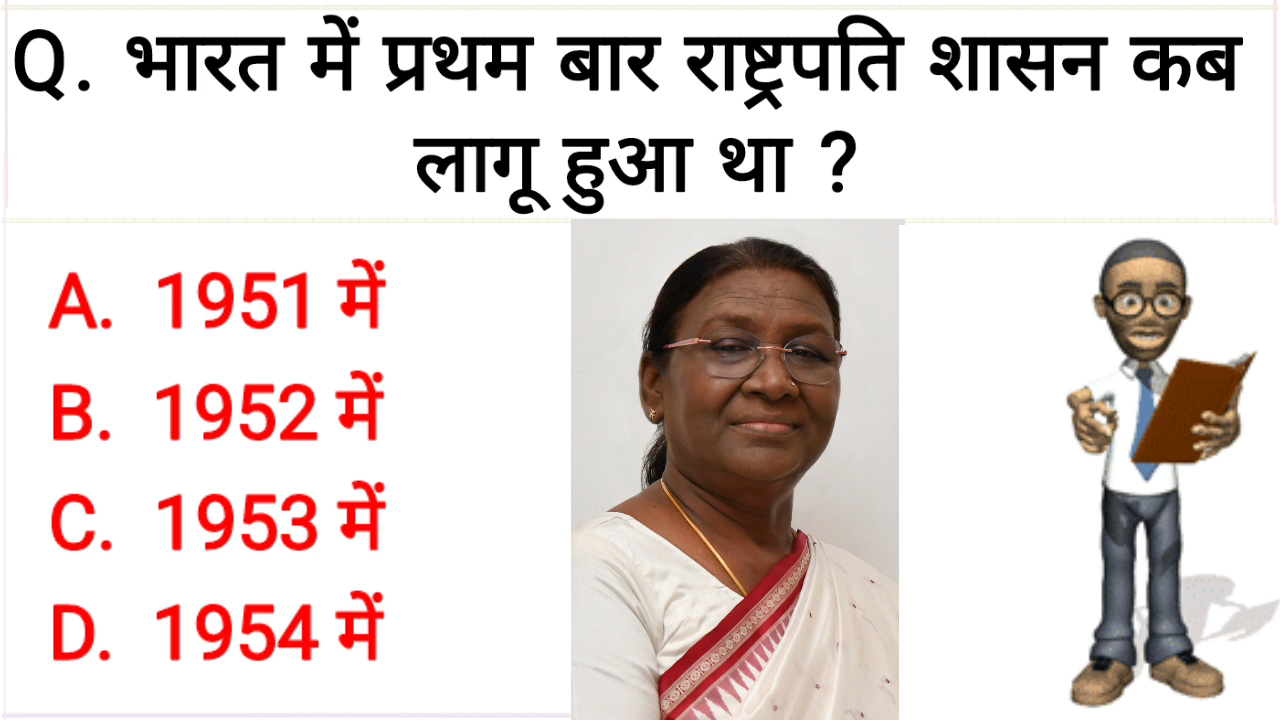 Q. भारत में प्रथम बार राष्ट्रपति शासन कब
लागू हुआ था ?
A. 1951 में
B. 1952 में
C. 1953 में
D. 1954 में